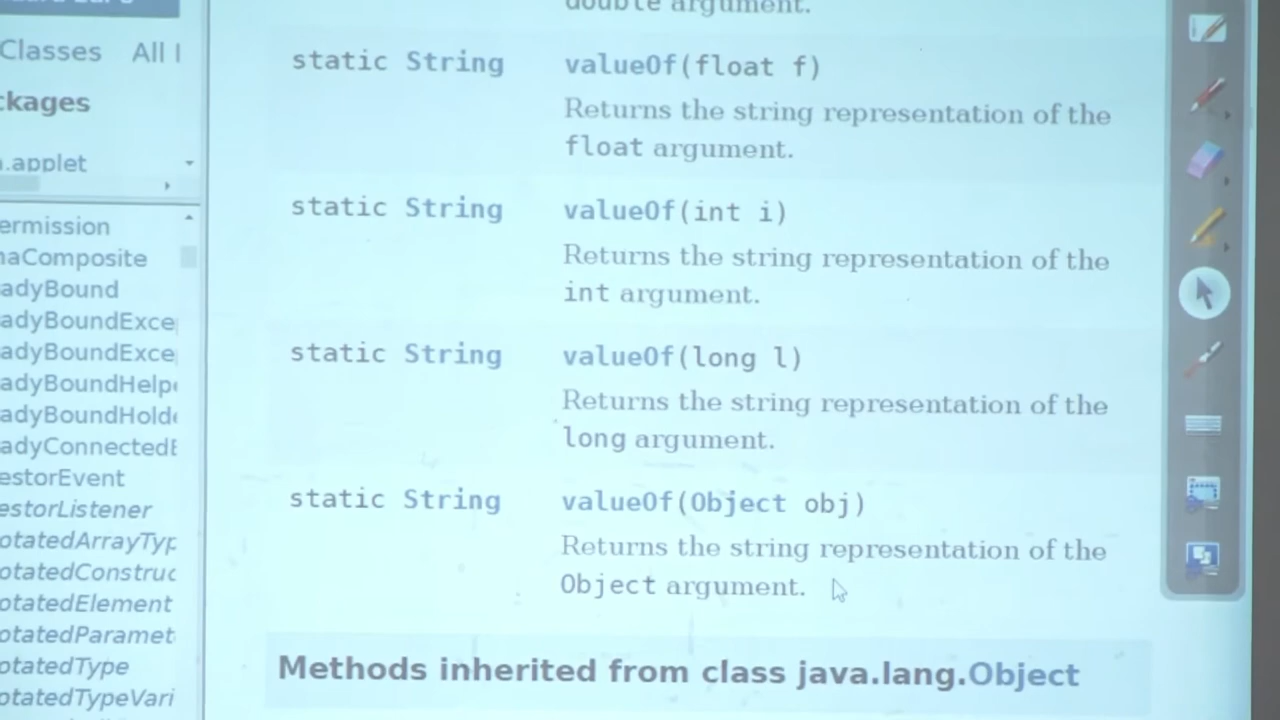 double argument.
Classes All
ckages
.applet
static String valueOf(float f)
Returns the string representation of the
float argument.
static String valueOf(int i)
Returns the string representation of the
int argument.
static String valueOf(long l)
Returns the string representation of the
long argument.
static String valueOf(Object obj)
Returns the string representation of the
Object argument.
Methods inherited from class java.lang.Object
ermission
naComposite
adyBound
adyBoundExce
adyBoundExce
adyBoundHelp
adyBoundHold
adyConnectedE
estorEvent
estorListener
otatedArrayTyp
otatedConstruc
otatedElement
otatedParamet
otatedType
otatedTypeVari